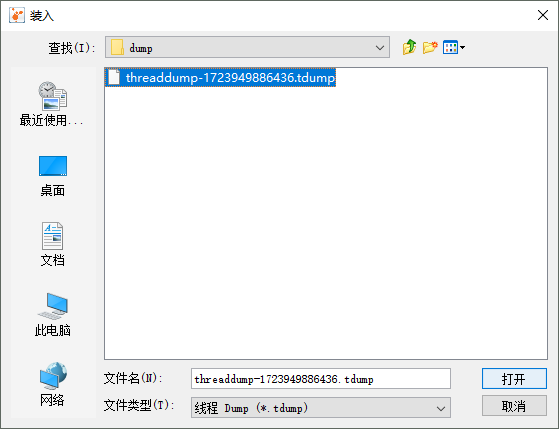 装入
查找(I):
dump
threaddump-1723949886436.tdump
最近使用...
桌面
文档
此电脑
网络
文件名(N):
threaddump-1723949886436.tdump
打开
文件类型(T):
线程 Dump (*.tdump)
取消